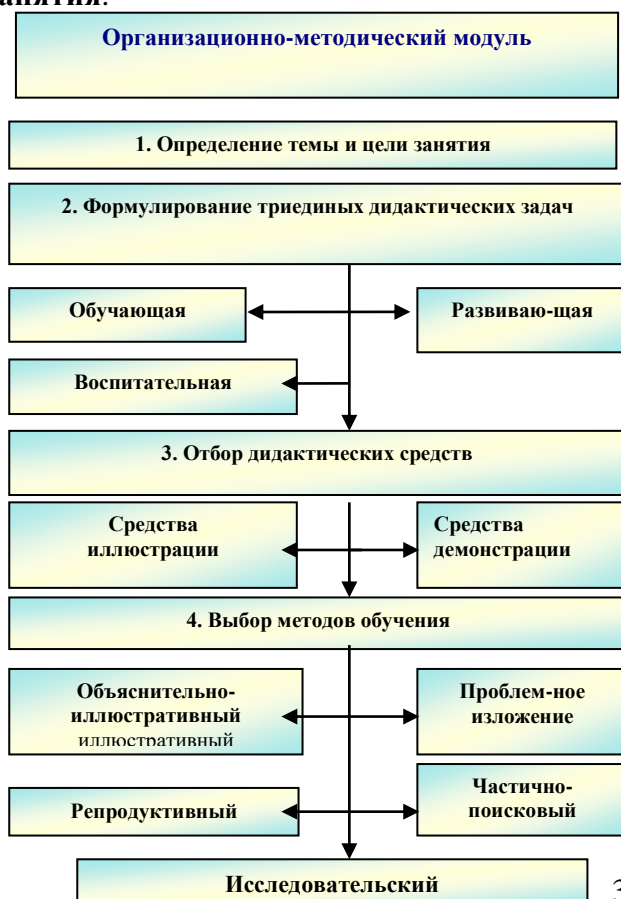 анятия.
Организационно-методический модуль
1. Определение темы и цели занятия
2. Формулирование триединых дидактических задач
Обучающая
Развиваю-щая
Воспитательная
3. Отбор дидактических средств
Средства
иллюстрации
Средства
демонстрации
4. Выбор методов обучения
Объяснительно-
иллюстративный
иллюстративный
Проблем-ное
изложение
Репродуктивный
Частично-
поисковый
Исследовательский